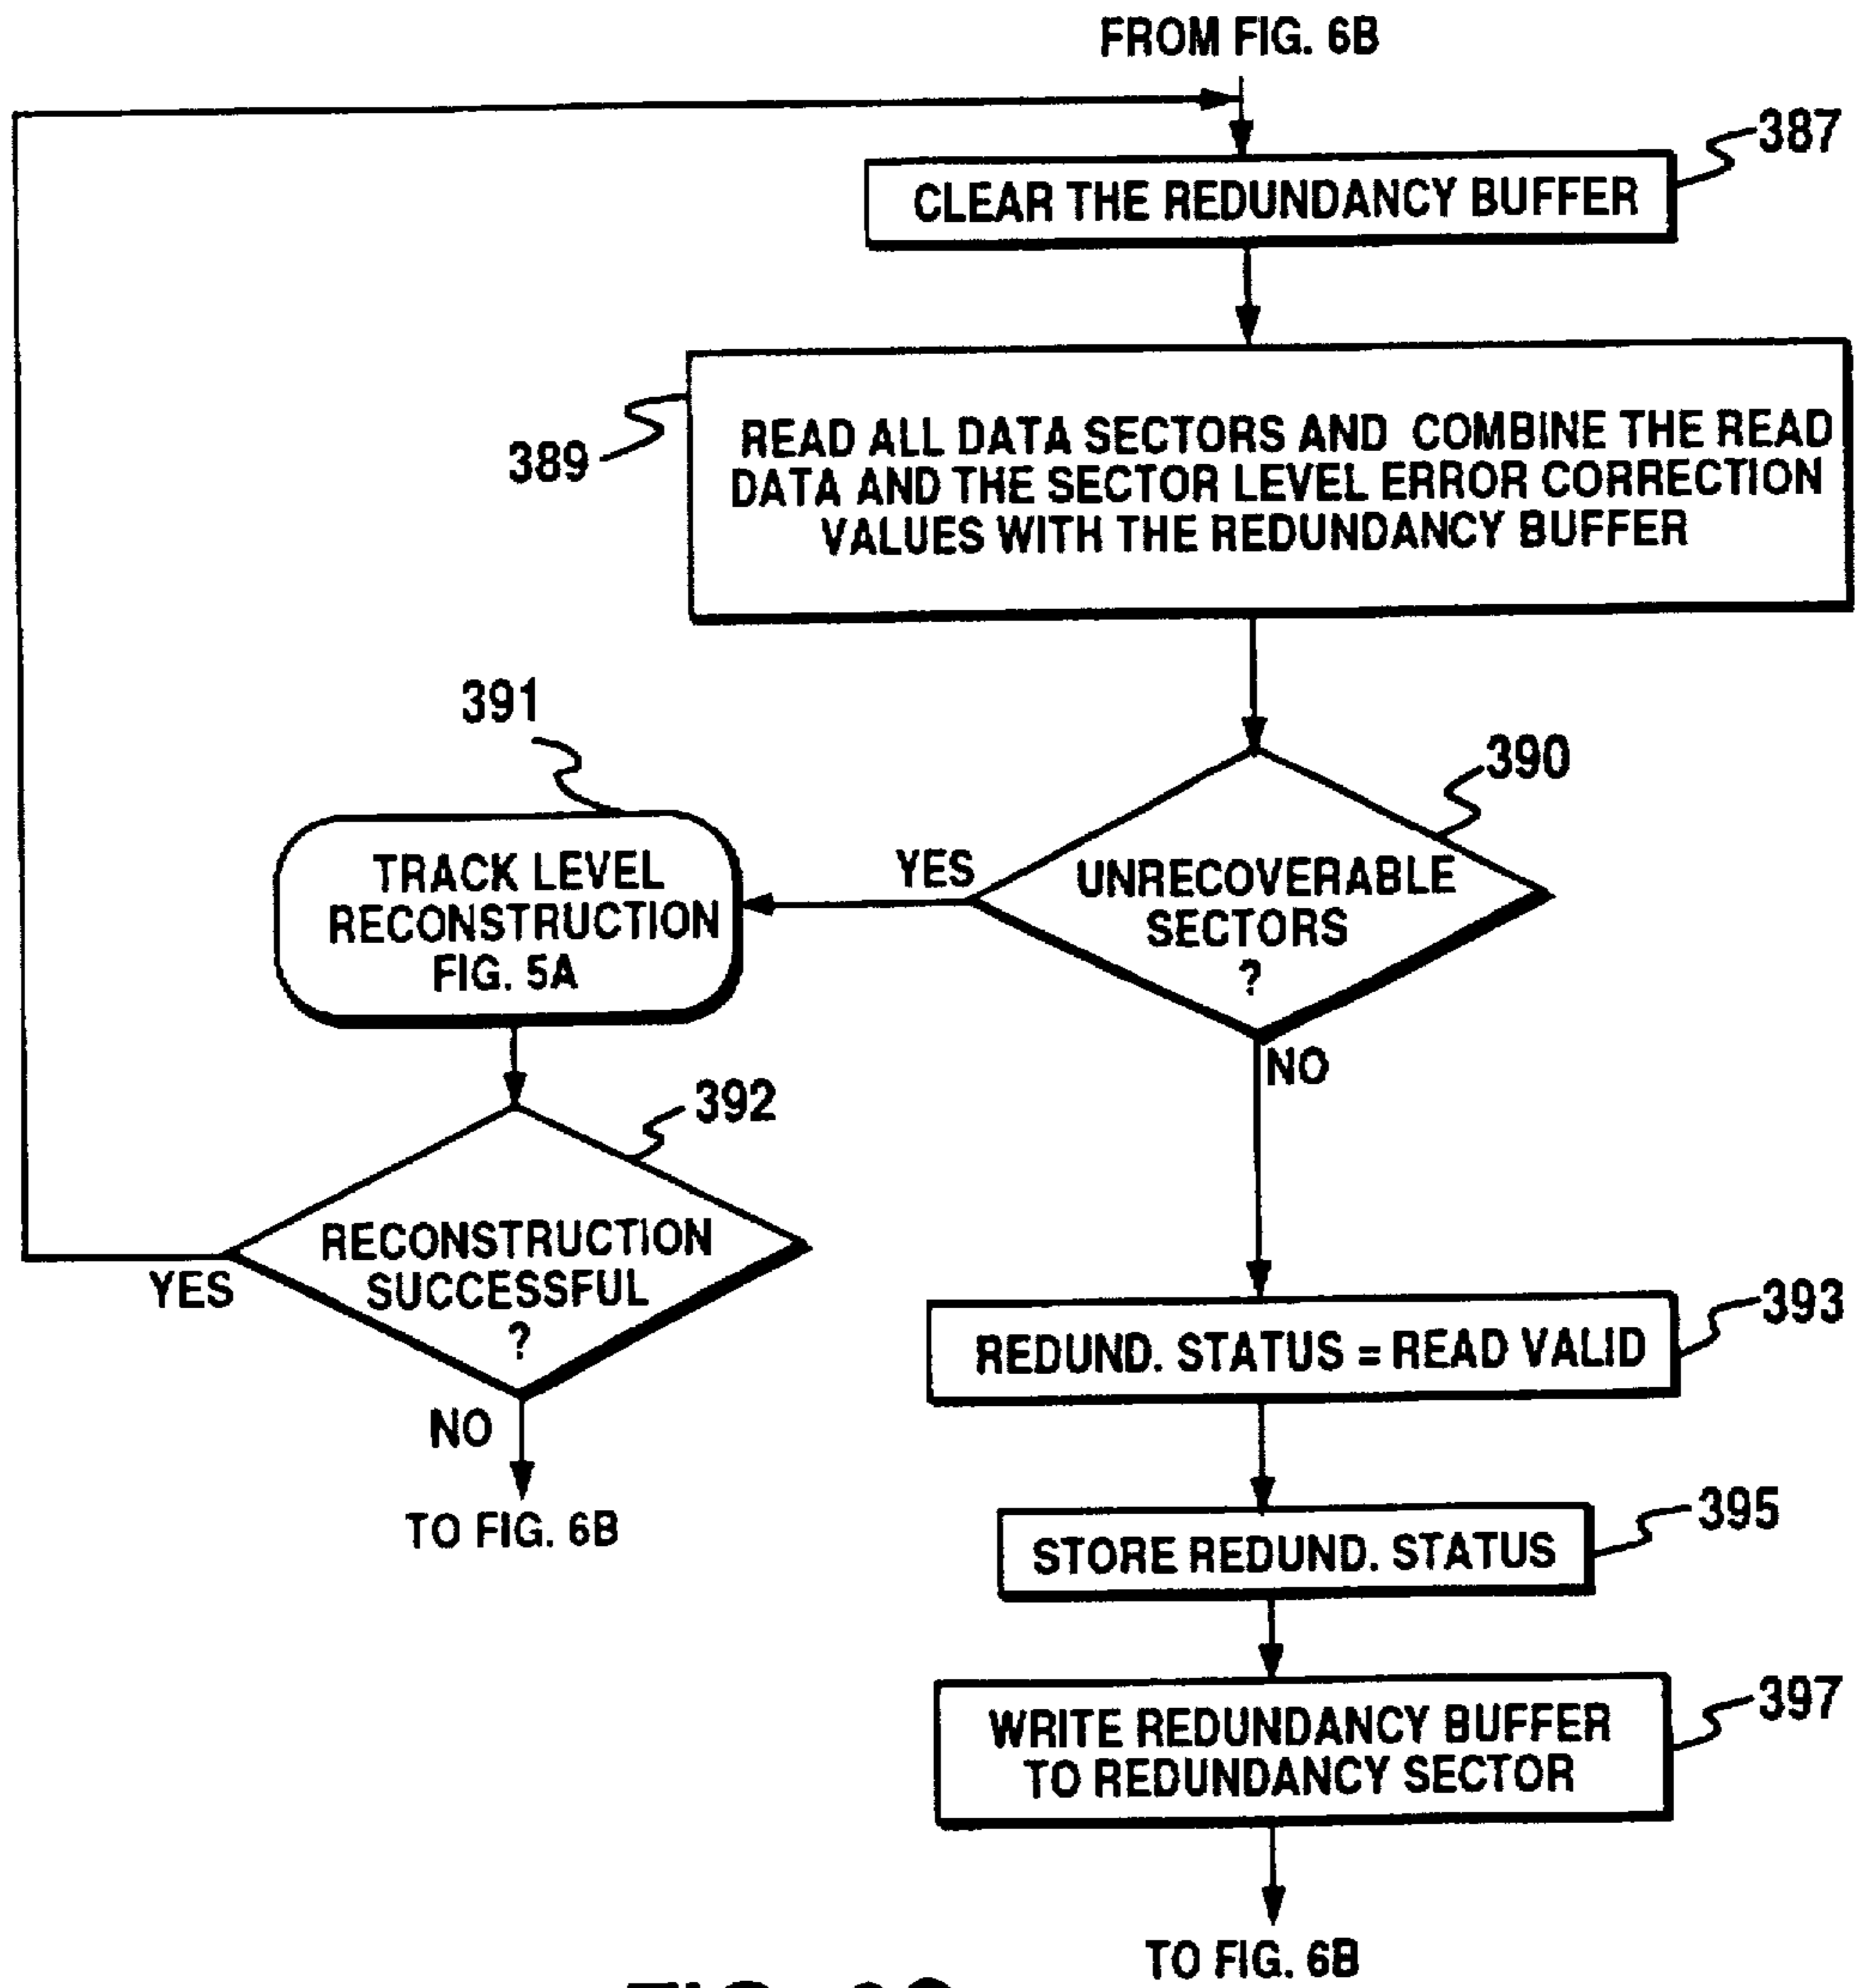 FROM FIG. 6B
387
CLEAR THE REDUNDANCY BUFFER
389
READ ALL DATA SECTORS AND COMBINE THE READ
DATA AND THE SECTOR LEVEL ERROR CORRECTION
VALUES WITH THE REDUNDANCY BUFFER
391
390
TRACK LEVEL
RECONSTRUCTION
FIG. 5A
YES
UNRECOVERABLE
SECTORS
?
NO
392
RECONSTRUCTION
SUCCESSFUL
?
YES
NO
TO FIG. 6B
393
REDUND. STATUS = READ VALID
395
STORE REDUND. STATUS
397
WRITE REDUNDANCY BUFFER
TO REDUNDANCY SECTOR
TO FIG. 6B